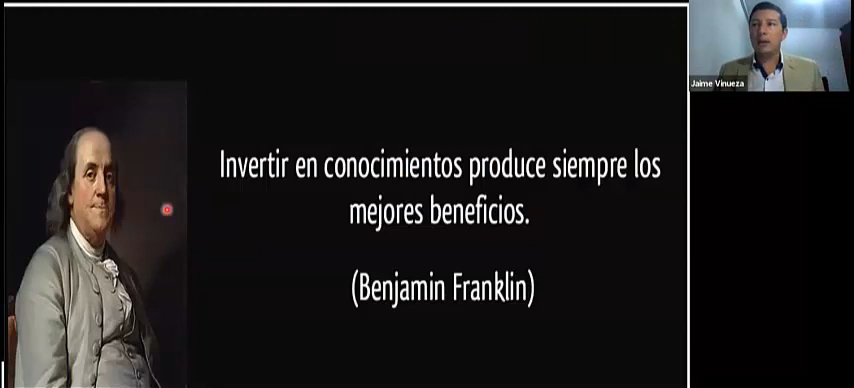 Invertir en conocimientos produce siempre los
mejores beneficios.
(Benjamin Franklin)
Jaime Vinueza